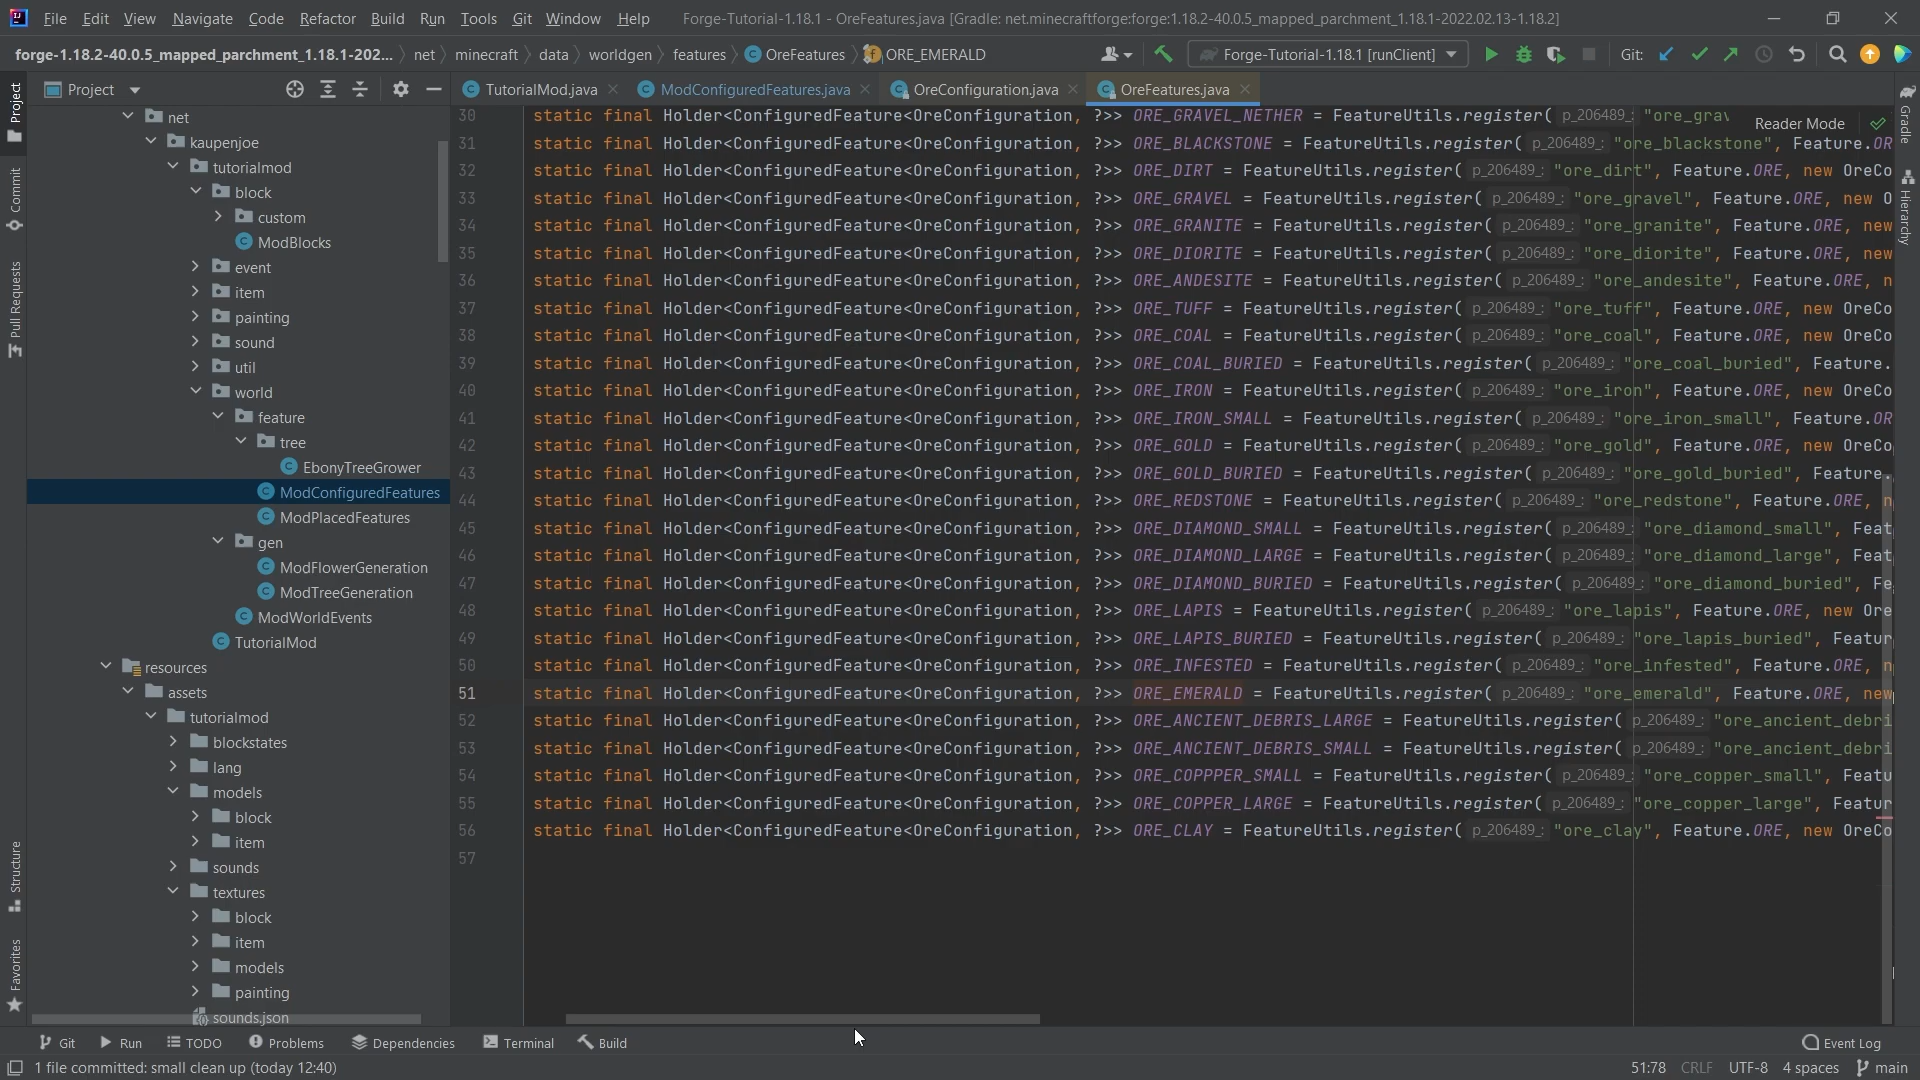 File Edit View Navigate Code Refactor Build Run Tools Git Window Help Forge-Tutorial-1.18.1 - OreFeatures.java [Gradle: net.minecraftforge:forge:1.18.2-40.0.5_mapped_parchment_1.18.1-2022.02.13-1.18.2]
forge-1.18.2-40.0.5_mapped_parchment_1.18.1-202... net minecraft data worldgen features OreFeatures ORE_EMERALD Forge-Tutorial-1.18.1 [runClient] Git:
Project TutorialMod.java ModConfiguredFeatures.java OreConfiguration.java OreFeatures.java
Project
Commit
Pull Requests
Structure
Favorites
net
kaupenjoe
tutorialmod
block
custom
ModBlocks
event
item
painting
sound
util
world
feature
tree
EbonyTreeGrower
ModConfiguredFeatures
ModPlacedFeatures
gen
ModFlowerGeneration
ModTreeGeneration
ModWorldEvents
TutorialMod
resources
assets
tutorialmod
blockstates
lang
models
block
item
sounds
textures
block
item
models
painting
sounds.json
Reader Mode
30 static final Holder<ConfiguredFeature<OreConfiguration, ?>> ORE_GRAVEL_NETHER = FeatureUtils.register( p_206489_: "ore_grav
31 static final Holder<ConfiguredFeature<OreConfiguration, ?>> ORE_BLACKSTONE = FeatureUtils.register( p_206489_: "ore_blackstone", Feature.OR
32 static final Holder<ConfiguredFeature<OreConfiguration, ?>> ORE_DIRT = FeatureUtils.register( p_206489_: "ore_dirt", Feature.ORE, new OreCo
33 static final Holder<ConfiguredFeature<OreConfiguration, ?>> ORE_GRAVEL = FeatureUtils.register( p_206489_: "ore_gravel", Feature.ORE, new O
34 static final Holder<ConfiguredFeature<OreConfiguration, ?>> ORE_GRANITE = FeatureUtils.register( p_206489_: "ore_granite", Feature.ORE, new
35 static final Holder<ConfiguredFeature<OreConfiguration, ?>> ORE_DIORITE = FeatureUtils.register( p_206489_: "ore_diorite", Feature.ORE, new
36 static final Holder<ConfiguredFeature<OreConfiguration, ?>> ORE_ANDESITE = FeatureUtils.register( p_206489_: "ore_andesite", Feature.ORE, n
37 static final Holder<ConfiguredFeature<OreConfiguration, ?>> ORE_TUFF = FeatureUtils.register( p_206489_: "ore_tuff", Feature.ORE, new OreCo
38 static final Holder<ConfiguredFeature<OreConfiguration, ?>> ORE_COAL = FeatureUtils.register( p_206489_: "ore_coal", Feature.ORE, new OreCo
39 static final Holder<ConfiguredFeature<OreConfiguration, ?>> ORE_COAL_BURIED = FeatureUtils.register( p_206489_: "ore_coal_buried", Feature.
40 static final Holder<ConfiguredFeature<OreConfiguration, ?>> ORE_IRON = FeatureUtils.register( p_206489_: "ore_iron", Feature.ORE, new OreCo
41 static final Holder<ConfiguredFeature<OreConfiguration, ?>> ORE_IRON_SMALL = FeatureUtils.register( p_206489_: "ore_iron_small", Feature.OR
42 static final Holder<ConfiguredFeature<OreConfiguration, ?>> ORE_GOLD = FeatureUtils.register( p_206489_: "ore_gold", Feature.ORE, new OreCo
43 static final Holder<ConfiguredFeature<OreConfiguration, ?>> ORE_GOLD_BURIED = FeatureUtils.register( p_206489_: "ore_gold_buried", Feature.
44 static final Holder<ConfiguredFeature<OreConfiguration, ?>> ORE_REDSTONE = FeatureUtils.register( p_206489_: "ore_redstone", Feature.ORE, n
45 static final Holder<ConfiguredFeature<OreConfiguration, ?>> ORE_DIAMOND_SMALL = FeatureUtils.register( p_206489_: "ore_diamond_small", Feat
46 static final Holder<ConfiguredFeature<OreConfiguration, ?>> ORE_DIAMOND_LARGE = FeatureUtils.register( p_206489_: "ore_diamond_large", Feat
47 static final Holder<ConfiguredFeature<OreConfiguration, ?>> ORE_DIAMOND_BURIED = FeatureUtils.register( p_206489_: "ore_diamond_buried", Fe
48 static final Holder<ConfiguredFeature<OreConfiguration, ?>> ORE_LAPIS = FeatureUtils.register( p_206489_: "ore_lapis", Feature.ORE, new Ore
49 static final Holder<ConfiguredFeature<OreConfiguration, ?>> ORE_LAPIS_BURIED = FeatureUtils.register( p_206489_: "ore_lapis_buried", Featur
50 static final Holder<ConfiguredFeature<OreConfiguration, ?>> ORE_INFESTED = FeatureUtils.register( p_206489_: "ore_infested", Feature.ORE, n
51 static final Holder<ConfiguredFeature<OreConfiguration, ?>> ORE_EMERALD = FeatureUtils.register( p_206489_: "ore_emerald", Feature.ORE, new
52 static final Holder<ConfiguredFeature<OreConfiguration, ?>> ORE_ANCIENT_DEBRIS_LARGE = FeatureUtils.register( p_206489_: "ore_ancient_debri
53 static final Holder<ConfiguredFeature<OreConfiguration, ?>> ORE_ANCIENT_DEBRIS_SMALL = FeatureUtils.register( p_206489_: "ore_ancient_debri
54 static final Holder<ConfiguredFeature<OreConfiguration, ?>> ORE_COPPPER_SMALL = FeatureUtils.register( p_206489_: "ore_copper_small", Featu
55 static final Holder<ConfiguredFeature<OreConfiguration, ?>> ORE_COPPER_LARGE = FeatureUtils.register( p_206489_: "ore_copper_large", Featur
56 static final Holder<ConfiguredFeature<OreConfiguration, ?>> ORE_CLAY = FeatureUtils.register( p_206489_: "ore_clay", Feature.ORE, new OreCo
57
Gradle
Hierarchy
Git Run TODO Problems Dependencies Terminal Build Event Log
1 file committed: small clean up (today 12:40) 51:78 CRLF UTF-8 4 spaces main